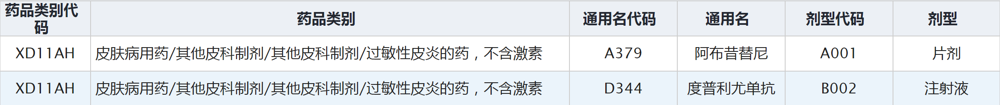 药品类别代码 药品类别 通用名代码 通用名 剂型代码 剂型
XD11AH 皮肤病用药/其他皮科制剂/其他皮科制剂/过敏性皮炎的药，不含激素 A379 阿布昔替尼 A001 片剂
XD11AH 皮肤病用药/其他皮科制剂/其他皮科制剂/过敏性皮炎的药，不含激素 D344 度普利尤单抗 B002 注射液